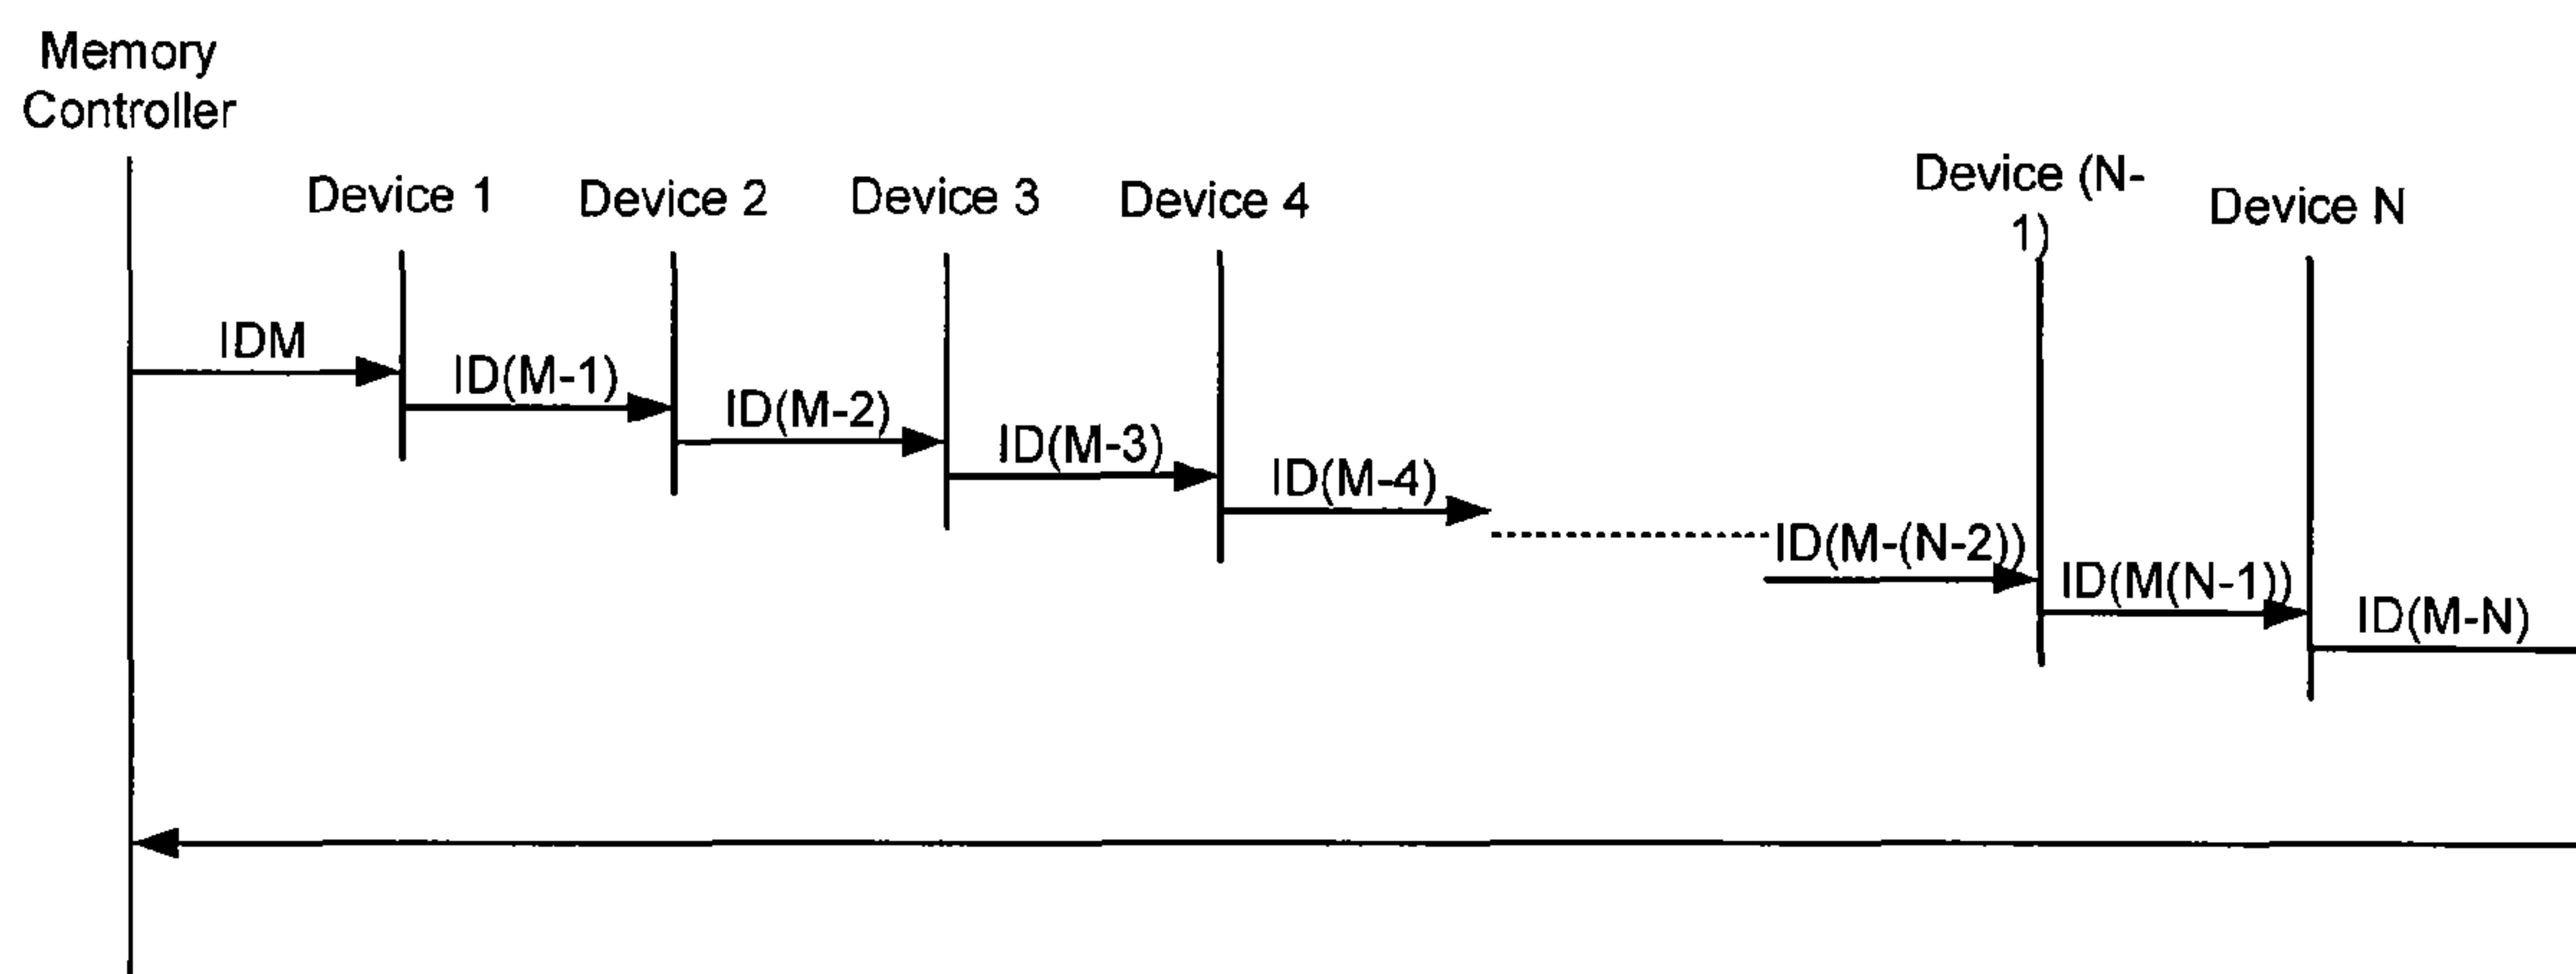 Memory
Controller
Device 1
Device 2
Device 3
Device 4
Device (N-
1)
Device N
IDM
ID(M-1)
ID(M-2)
ID(M-3)
ID(M-4)
ID(M-(N-2))
ID(M(N-1))
ID(M-N)